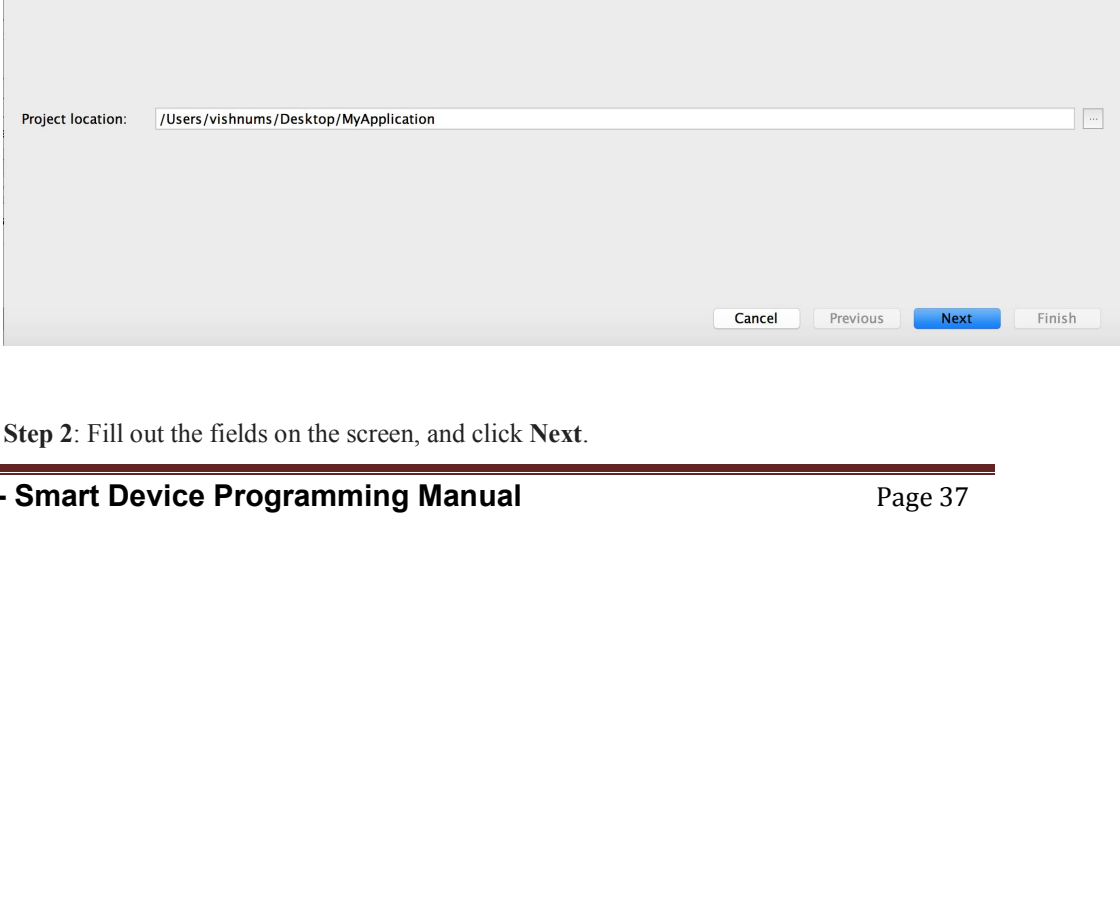 Project location: /Users/vishnums/Desktop/MyApplication ...
Cancel Previous Next Finish
Step 2: Fill out the fields on the screen, and click Next.
- Smart Device Programming Manual Page 37